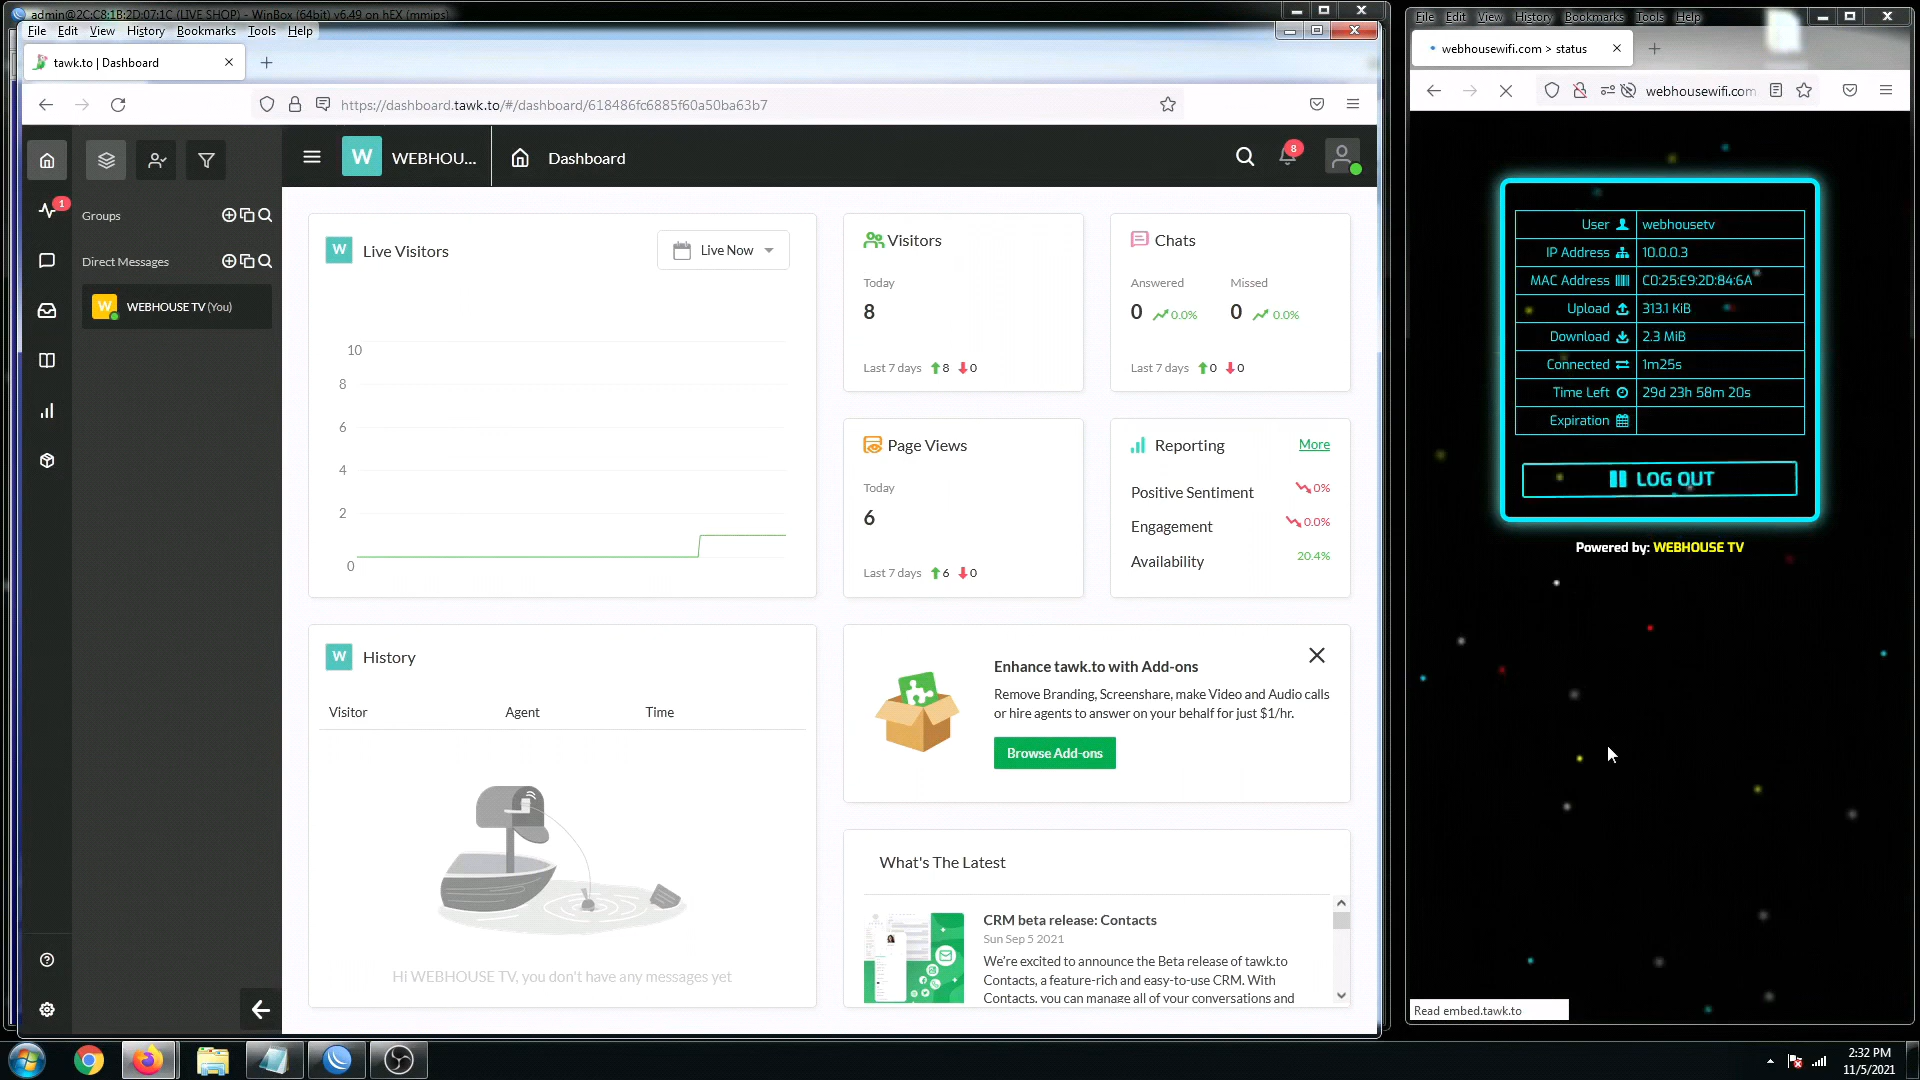 admin@2C:C8:1B:2D:07:1C (LIVE SHOP) - WinBox (64bit) v6.49 on hEX (mmips)
File Edit View History Bookmarks Tools Help
tawk.to | Dashboard
https://dashboard.tawk.to/#/dashboard/618486fc6885f60a50ba63b7
W WEBHOU...
Dashboard
8
1
Groups
Direct Messages
W WEBHOUSE TV (You)
W Live Visitors
Live Now
10
8
6
4
2
0
Visitors
Today
8
Last 7 days 8 0
Chats
Answered Missed
0 0.0% 0 0.0%
Last 7 days 0 0
Page Views
Today
6
Last 7 days 6 0
Reporting More
Positive Sentiment 0%
Engagement 0.0%
Availability 20.4%
W History
Visitor Agent Time
Hi WEBHOUSE TV, you don't have any messages yet
Enhance tawk.to with Add-ons
Remove Branding, Screenshare, make Video and Audio calls
or hire agents to answer on your behalf for just $1/hr.
Browse Add-ons
What's The Latest
CRM beta release: Contacts
Sun Sep 5 2021
We're excited to announce the Beta release of tawk.to
Contacts, a feature-rich and easy-to-use CRM. With
Contacts, you can manage all of your conversations and
File Edit View History Bookmarks Tools Help
webhousewifi.com > status
webhousewifi.com
User webhousetv
IP Address 10.0.0.3
MAC Address C0:25:E9:2D:84:6A
Upload 313.1 KiB
Download 2.3 MiB
Connected 1m25s
Time Left 29d 23h 58m 20s
Expiration
LOG OUT
Powered by: WEBHOUSE TV
Read embed.tawk.to
2:32 PM
11/5/2021